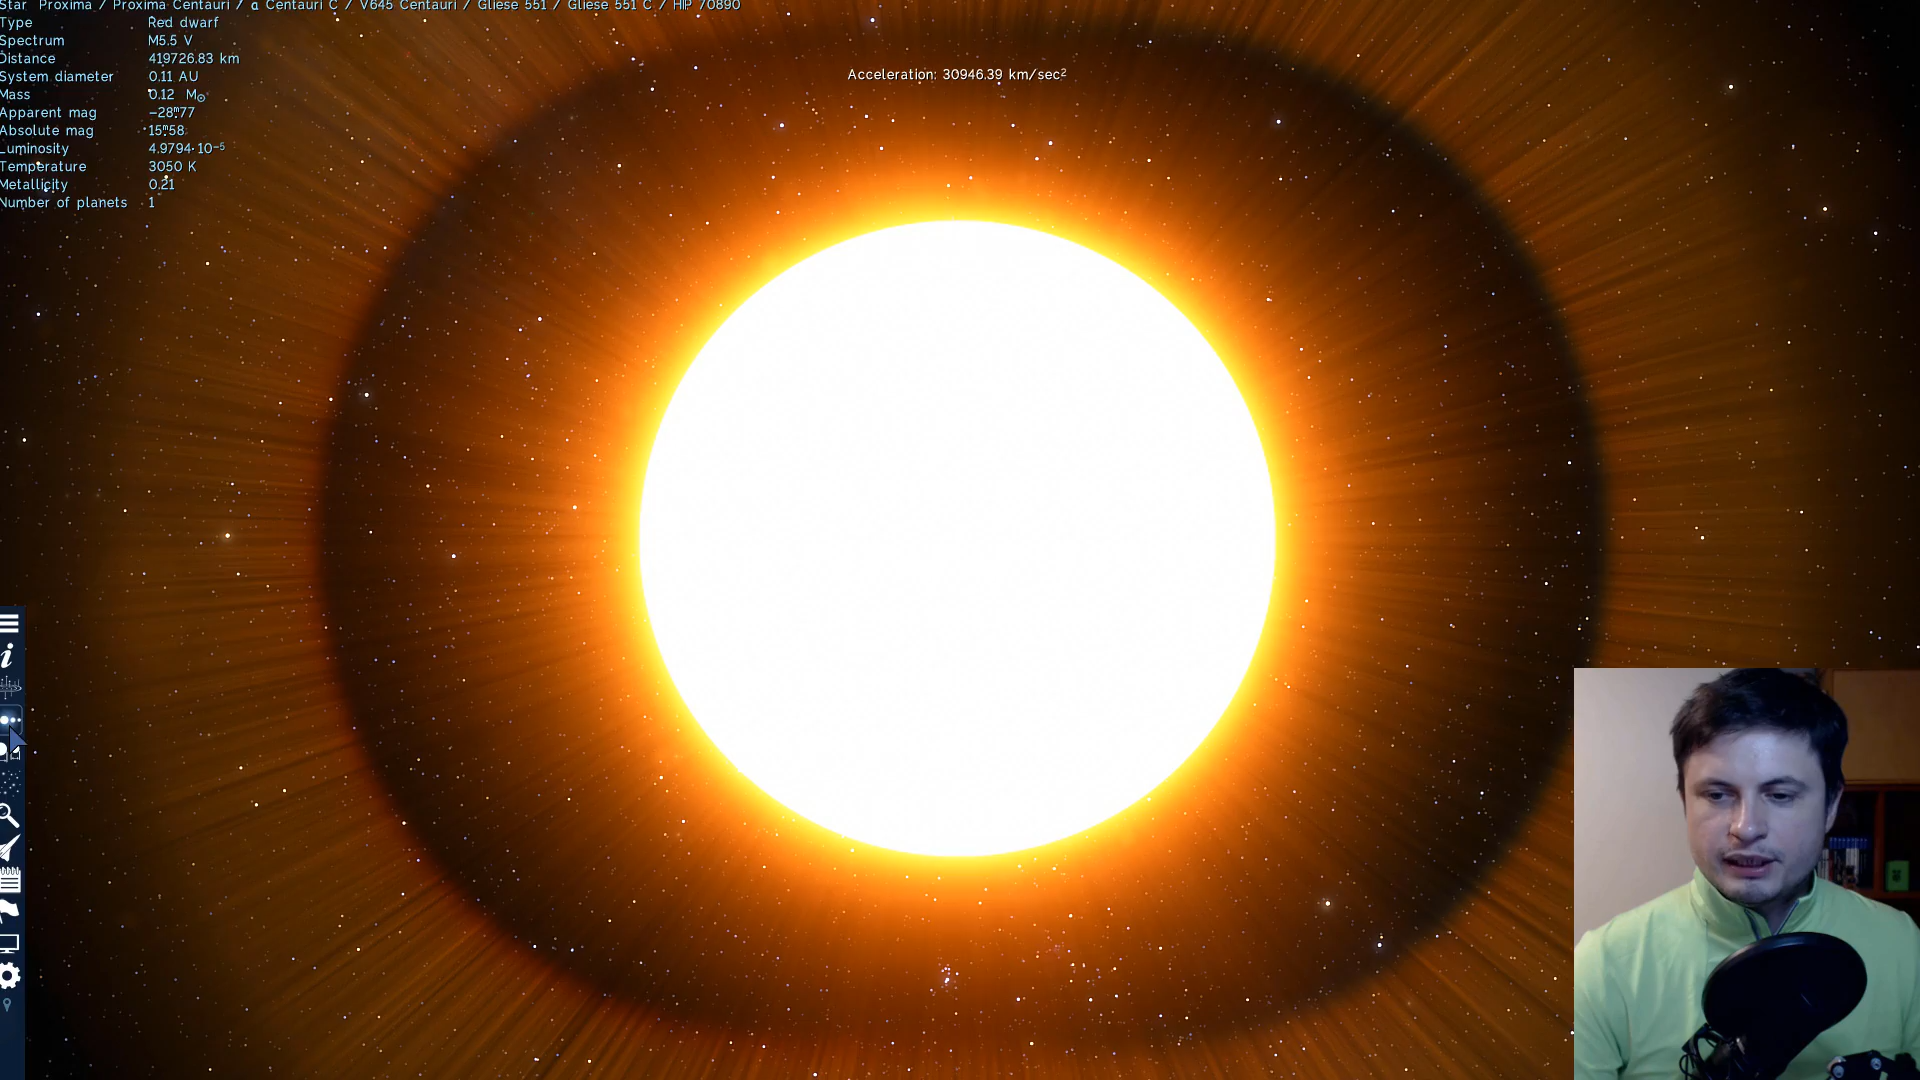 Star Proxima / Proxima Centauri / α Centauri C / V645 Centauri / Gliese 551 / Gliese 551 C / HIP 70890
Type Red dwarf
Spectrum M5.5 V
Distance 419726.83 km
System diameter 0.11 AU
Mass 0.12 M☉
Apparent mag −28ᵐ.77
Absolute mag 15ᵐ.58
Luminosity 4.9794·10⁻⁵
Temperature 3050 K
Metallicity 0.21
Number of planets 1
Acceleration: 30946.39 km/sec²